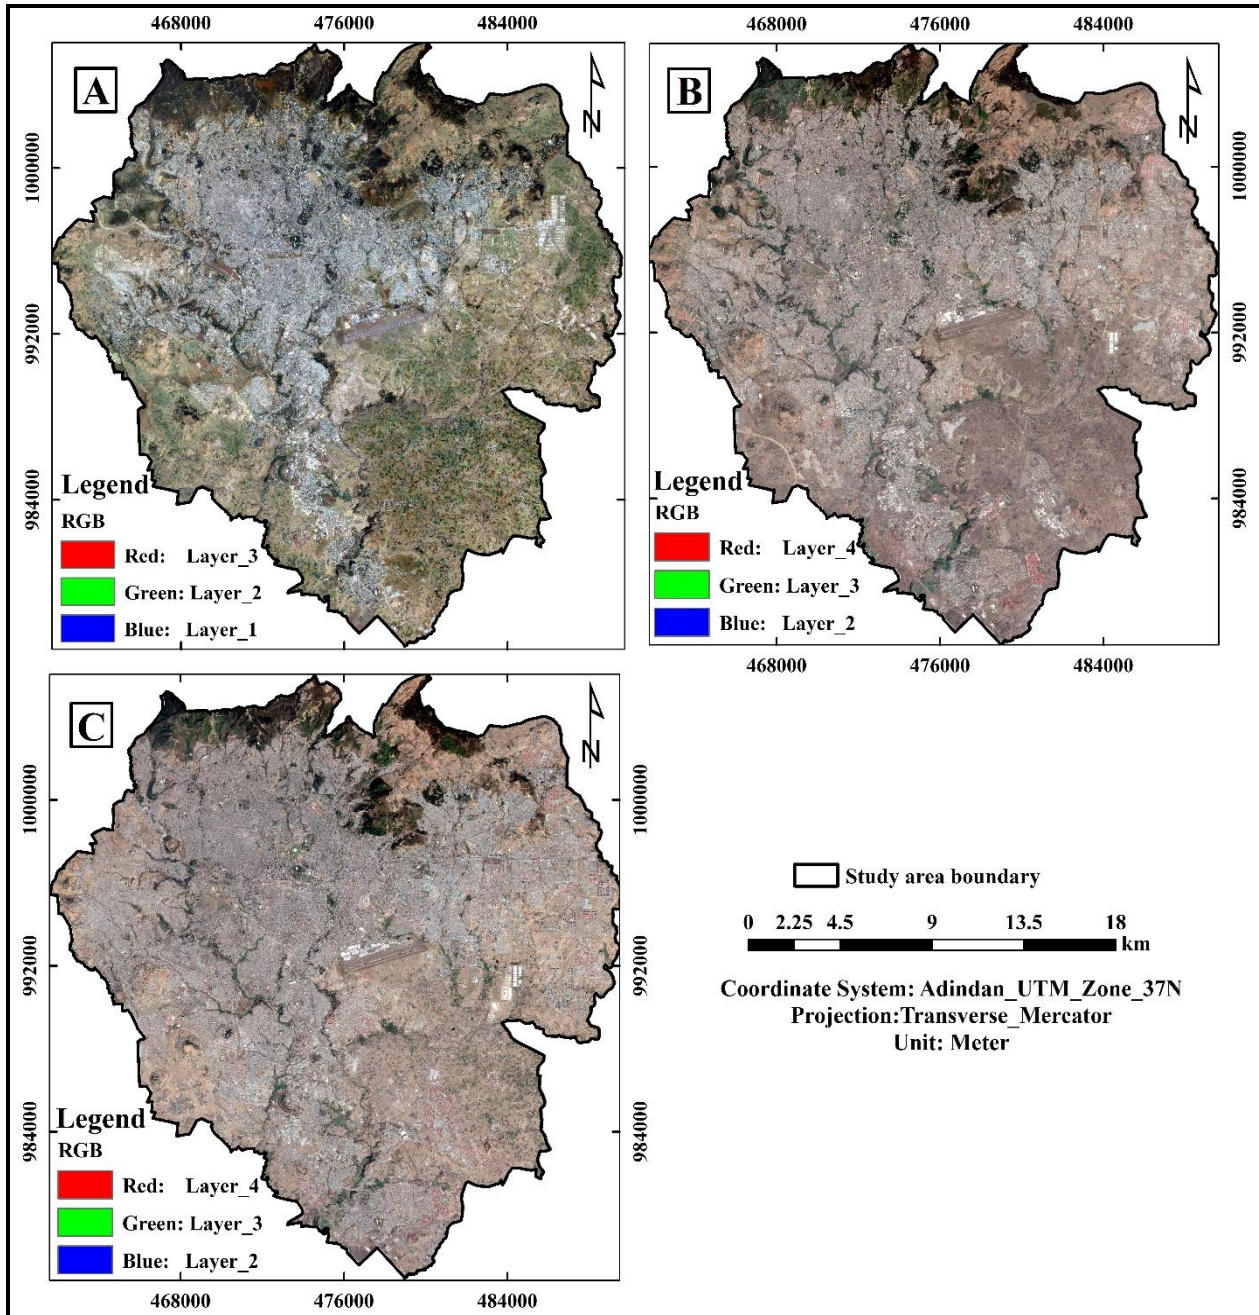 468000 476000 484000
468000 476000 484000
A
B
N
N
1000000
1000000
992000
992000
984000
984000
Legend
RGB
Red: Layer_3
Green: Layer_2
Blue: Layer_1
Legend
RGB
Red: Layer_4
Green: Layer_3
Blue: Layer_2
468000 476000 484000
C
N
1000000
1000000
992000
992000
984000
984000
Legend
RGB
Red: Layer_4
Green: Layer_3
Blue: Layer_2
468000 476000 484000
Study area boundary
0 2.25 4.5 9 13.5 18
km
Coordinate System: Adindan_UTM_Zone_37N
Projection:Transverse_Mercator
Unit: Meter